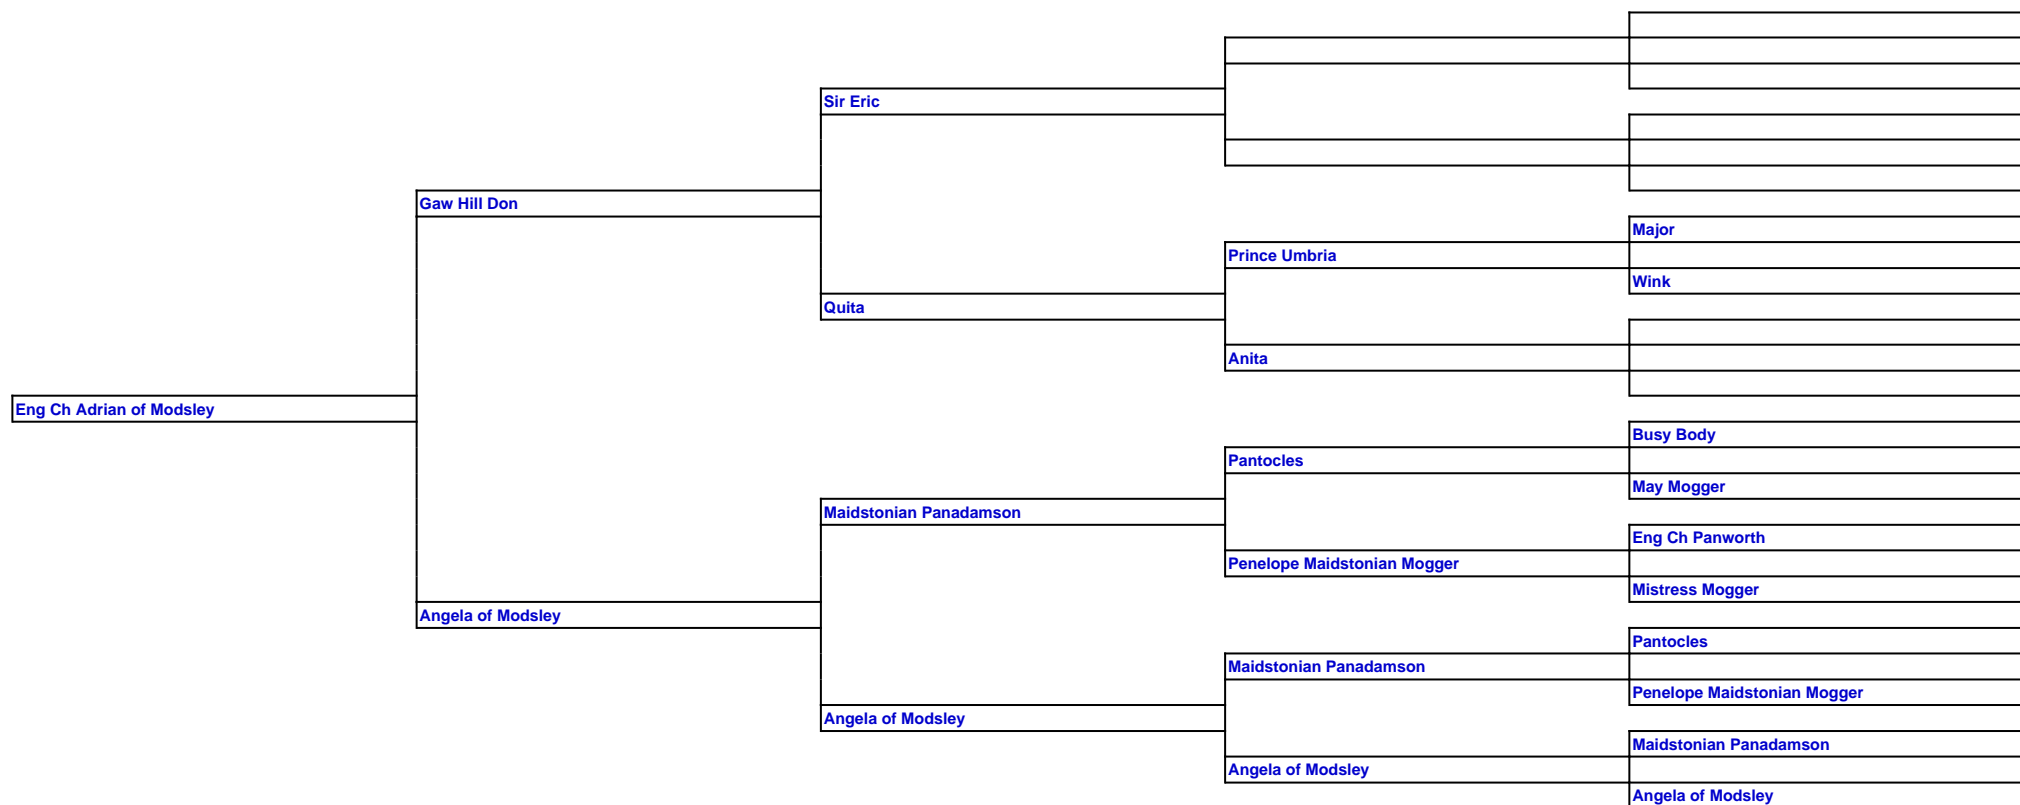 Sir Eric
Gaw Hill Don
Major
Prince Umbria
Wink
Quita
Anita
Eng Ch Adrian of Modsley
Busy Body
Pantocles
May Mogger
Maidstonian Panadamson
Eng Ch Panworth
Penelope Maidstonian Mogger
Mistress Mogger
Angela of Modsley
Pantocles
Maidstonian Panadamson
Penelope Maidstonian Mogger
Angela of Modsley
Maidstonian Panadamson
Angela of Modsley
Angela of Modsley